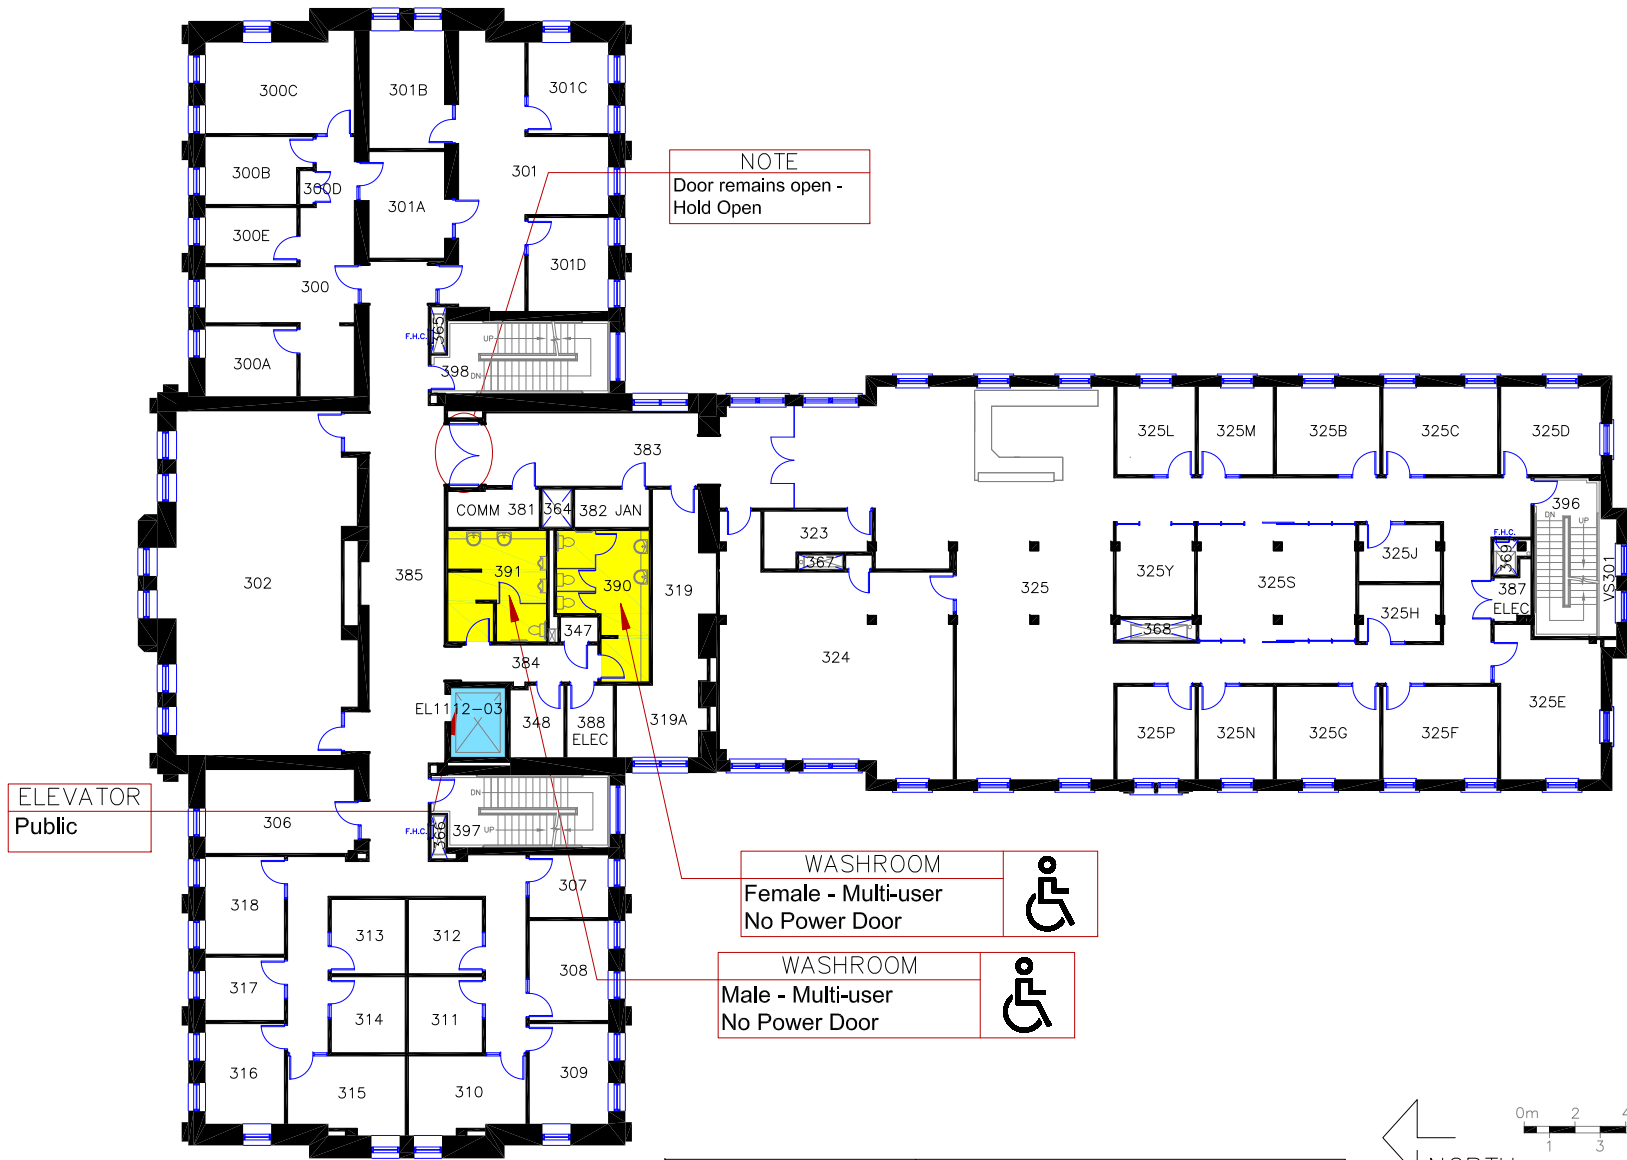 300C
301B
301C
300B
300D
301
301A
300E
301D
300
300A
NOTE
Door remains open -
Hold Open
F.H.C.
365
UP
398
DN
383
325L
325M
325B
325C
325D
COMM 381
364
382 JAN
323
367
396
DN
UP
F.H.C.
369
387
ELEC
VS301
302
385
391
390
319
325
325Y
325S
325J
325H
347
368
384
324
325E
EL1112-03
348
388
ELEC
319A
325P
325N
325G
325F
ELEVATOR
Public
306
F.H.C.
366
DN
397
UP
307
WASHROOM
Female - Multi-user
No Power Door
318
313
312
308
WASHROOM
Male - Multi-user
No Power Door
317
314
311
316
315
310
309
0m 2 4
1 3
NORTH